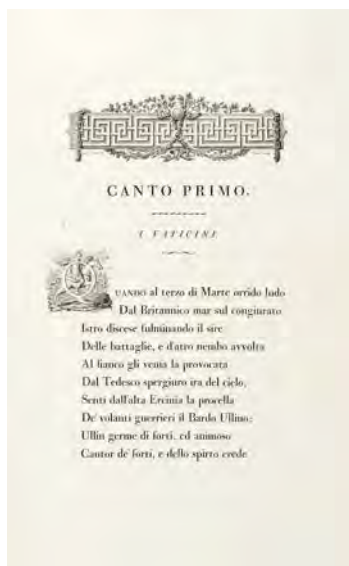 CANTO PRIMO.
I VATICINI
QUANDO al terzo di Marte orrido ludo
Dal Britannico mar sul congiurato
Istro discese fulminando il sire
Delle battaglie, e d'atro nembo avvolta
Al fianco gli venia la provocata
Dal Tedesco spergiuro ira del cielo,
Sentì dall'alta Ercinia la procella
De' volanti guerrieri il Bardo Ullino:
Ullin germe di forti, ed animoso
Cantor de' forti, e dello spirto erede